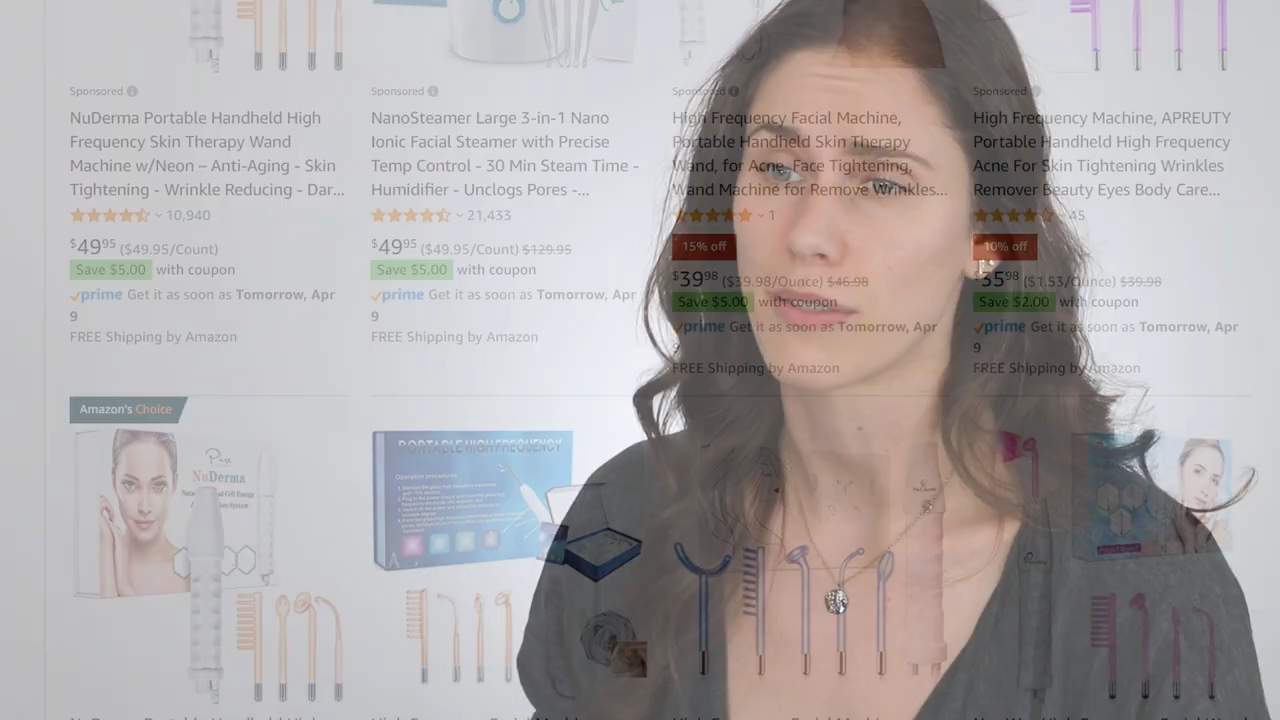 Sponsored
NuDerma Portable Handheld High
Frequency Skin Therapy Wand
Machine w/Neon – Anti-Aging - Skin
Tightening - Wrinkle Reducing - Dar...
10,940
$49.95 ($49.95/Count)
Save $5.00 with coupon
prime Get it as soon as Tomorrow, Apr
9
FREE Shipping by Amazon
Sponsored
NanoSteamer Large 3-in-1 Nano
Ionic Facial Steamer with Precise
Temp Control - 30 Min Steam Time -
Humidifier - Unclogs Pores -...
21,433
$49.95 ($49.95/Count) $129.95
Save $5.00 with coupon
prime Get it as soon as Tomorrow, Apr
9
FREE Shipping by Amazon
Sponsored
High Frequency Facial Machine,
Portable Handheld Skin Therapy
Wand, for Acne Face Tightening,
Wand Machine for Remove Wrinkles...
1
15% off
$39.98 ($39.98/Ounce) $46.98
Save $5.00 with coupon
prime Get it as soon as Tomorrow, Apr
9
FREE Shipping by Amazon
Sponsored
High Frequency Machine, APREUTY
Portable Handheld High Frequency
Acne For Skin Tightening Wrinkles
Remover Beauty Eyes Body Care...
45
10% off
$35.98 ($1.53/Ounce) $39.98
Save $2.00 with coupon
prime Get it as soon as Tomorrow, Apr
9
FREE Shipping by Amazon
Amazon's Choice
Pure
NuDerma
PORTABLE HIGH FREQUENCY
Operation procedures